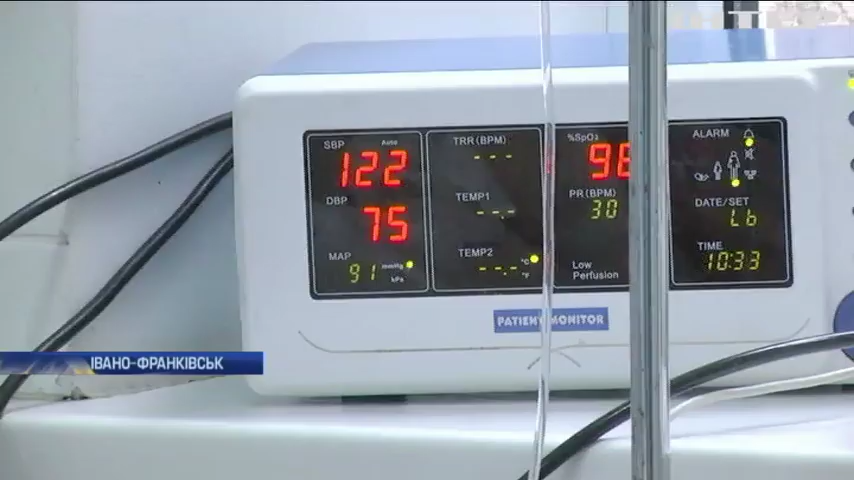 SBP
Auto
122
DBP
75
MAP
91
mmHg
kPa
TRR(BPM)
---
TEMP1
--.-
TEMP2
--.-
°C
°F
%SpO2
PR(BPM)
30
Low
Perfusion
ALARM
DATE/SET
Lb
TIME
10:33
PATIENT MONITOR
ІВАНО-ФРАНКІВСЬК